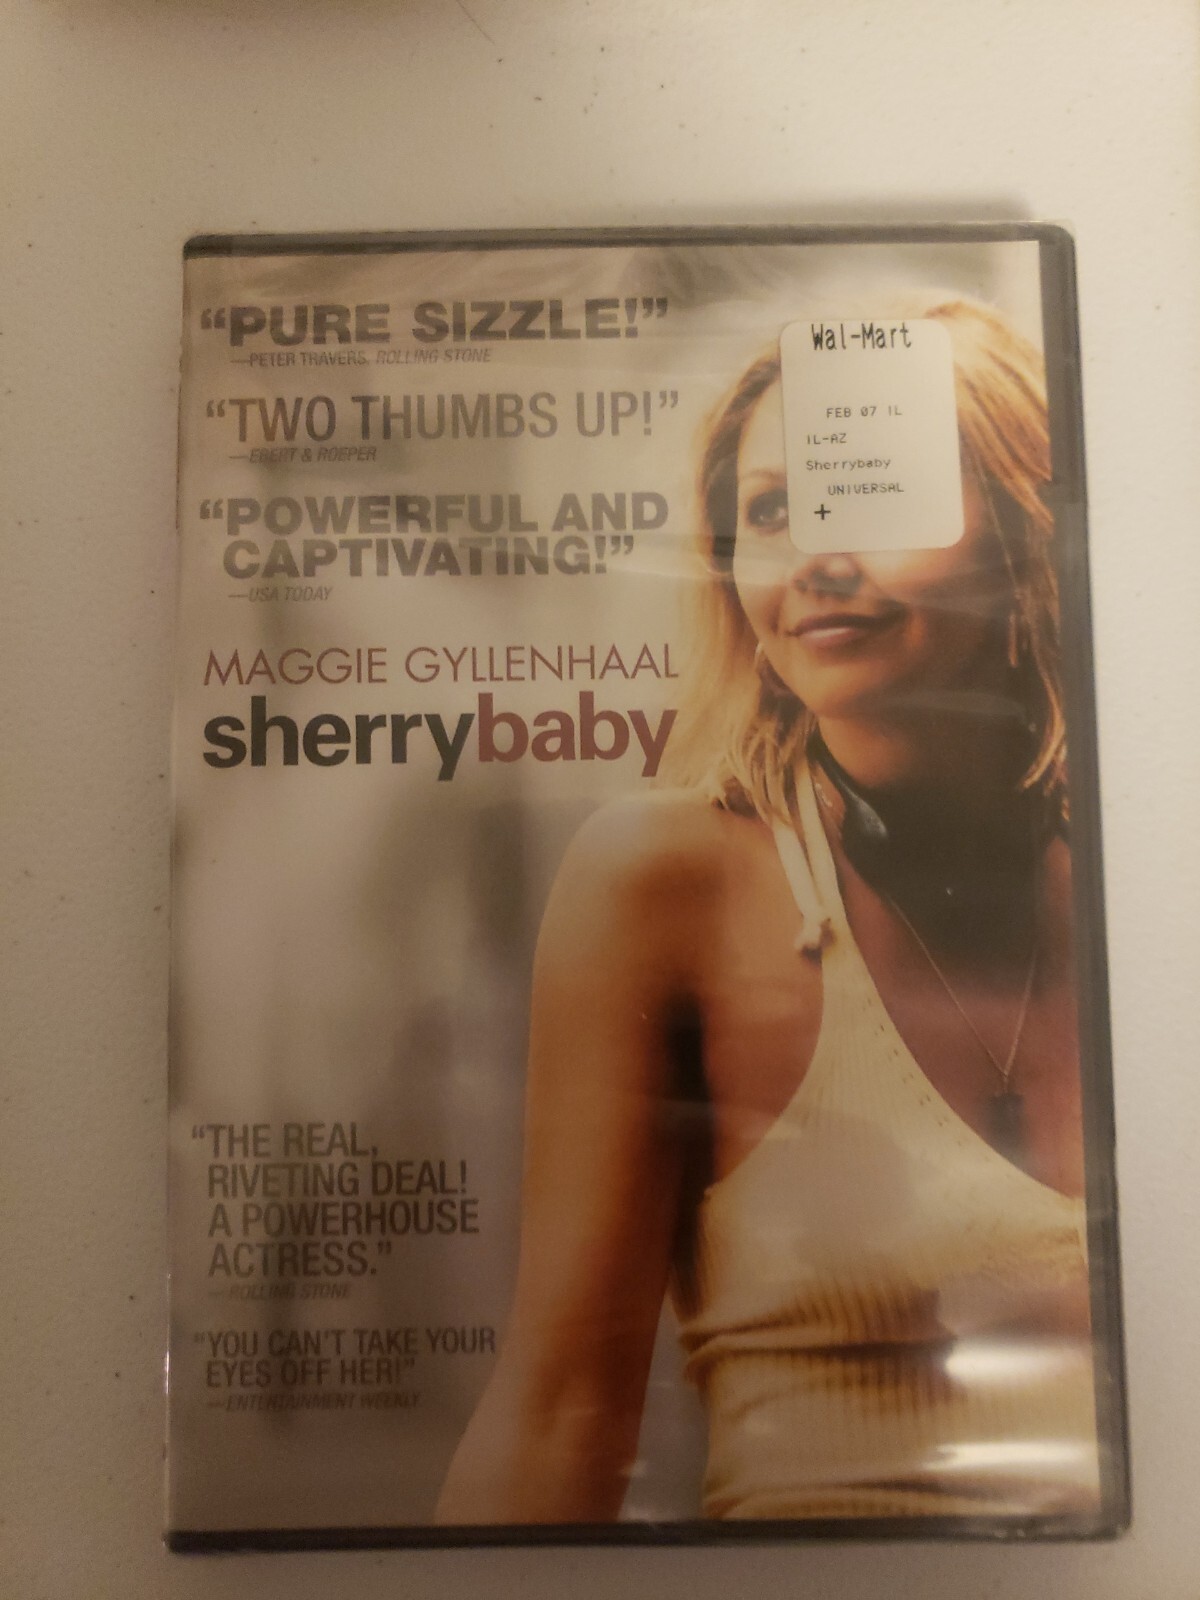 “PURE SIZZLE!”
—PETER TRAVERS, ROLLING STONE
“TWO THUMBS UP!”
—EBERT & ROEPER
“POWERFUL AND
CAPTIVATING!”
—USA TODAY
MAGGIE GYLLENHAAL
sherrybaby
Wal-Mart
FEB 07 IL
IL-AZ
Sherrybaby
UNIVERSAL
+
“THE REAL,
RIVETING DEAL!
A POWERHOUSE
ACTRESS.”
—ROLLING STONE
“YOU CAN'T TAKE YOUR
EYES OFF HER!”
—ENTERTAINMENT WEEKLY